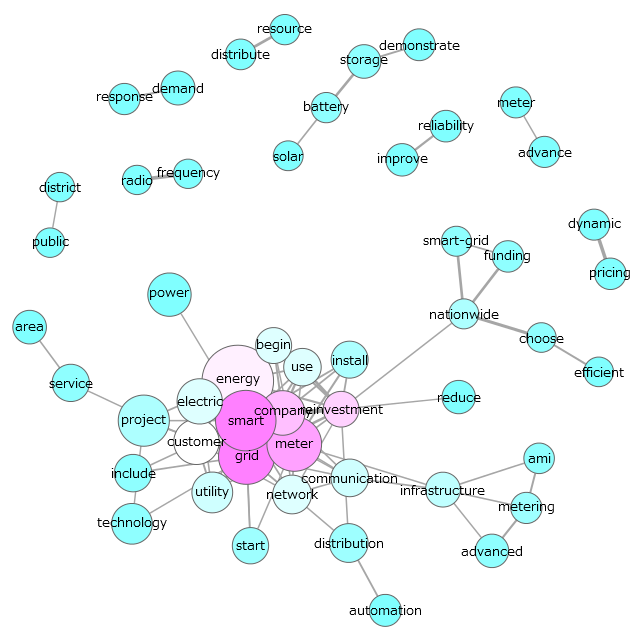 resource
distribute
demonstrate
storage
response
demand
battery
meter
reliability
solar
improve
advance
radio
frequency
district
public
dynamic
pricing
smart-grid
funding
power
nationwide
area
choose
begin
use
install
efficient
energy
service
electric
company
reinvestment
reduce
project
smart
customer
grid
meter
include
communication
ami
utility
network
infrastructure
metering
technology
start
distribution
advanced
automation